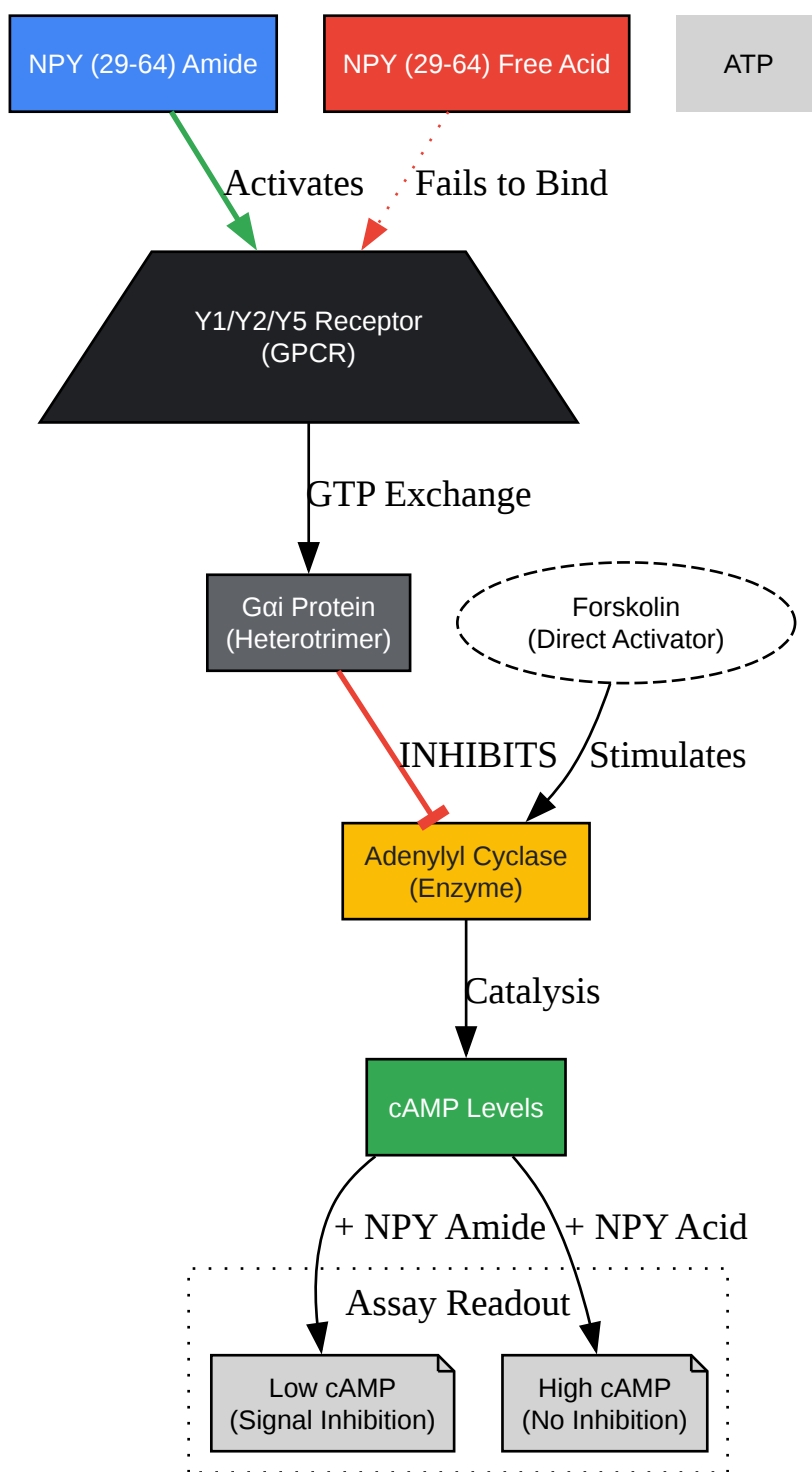 NPY (29-64) Amide
NPY (29-64) Free Acid
ATP
Activates
Fails to Bind
Y1/Y2/Y5 Receptor
(GPCR)
GTP Exchange
Gαi Protein
(Heterotrimer)
Forskolin
(Direct Activator)
INHIBITS
Stimulates
Adenylyl Cyclase
(Enzyme)
Catalysis
cAMP Levels
+ NPY Amide
+ NPY Acid
Assay Readout
Low cAMP
(Signal Inhibition)
High cAMP
(No Inhibition)